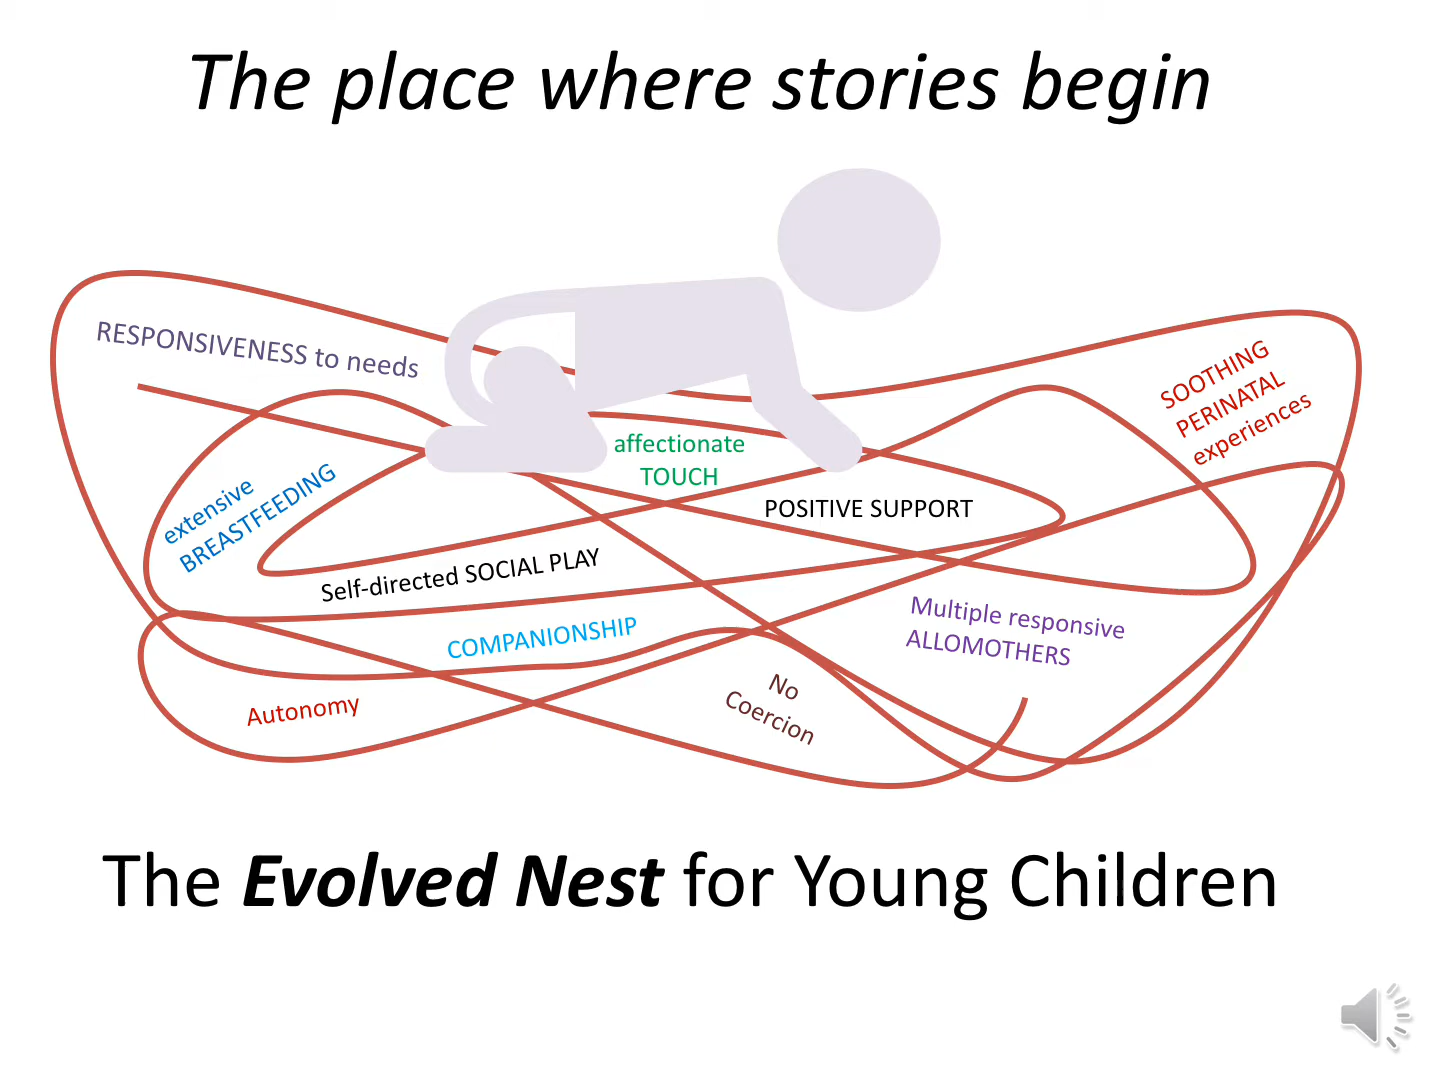 The place where stories begin
RESPONSIVENESS to needs
SOOTHING
PERINATAL
experiences
affectionate
TOUCH
extensive
BREASTFEEDING
POSITIVE SUPPORT
Self-directed SOCIAL PLAY
COMPANIONSHIP
Multiple responsive
ALLOMOTHERS
No
Coercion
Autonomy
The Evolved Nest for Young Children